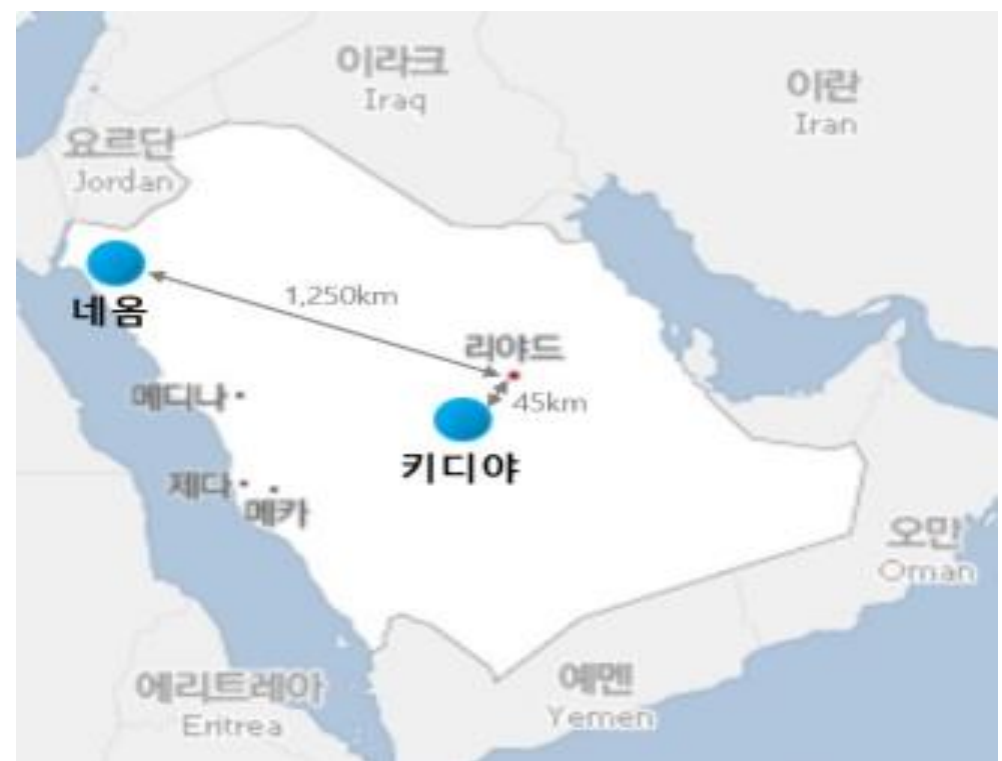 이라크
Iraq
이란
Iran
요르단
Jordan
네옴
1,250km
리야드
45km
메디나
키디야
제다
메카
오만
Oman
에리트레아
Eritrea
예멘
Yemen